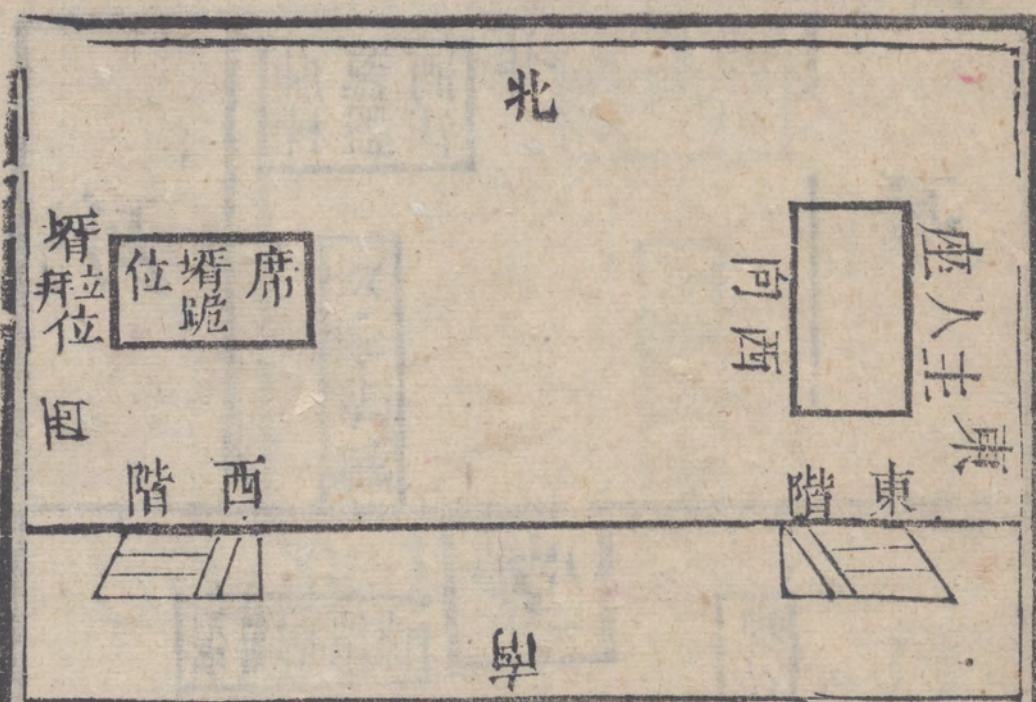 北
東
主人座
西向
東階
席
壻跪
位
壻立拜位
西
西階
南